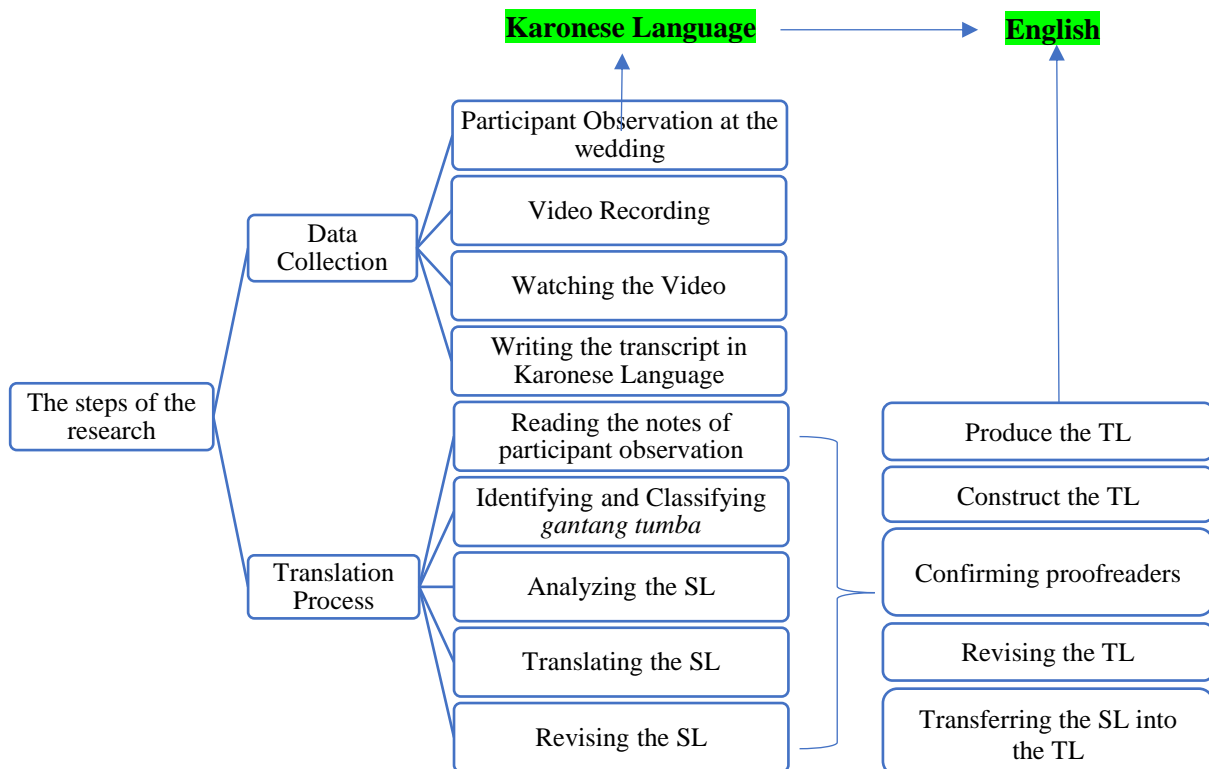 Karonese Language
English
Participant Observation at the
wedding
Video Recording
Data
Collection
Watching the Video
Writing the transcript in
Karonese Language
The steps of the
research
Reading the notes of
participant observation
Identifying and Classifying
gantang tumba
Translation
Process
Analyzing the SL
Translating the SL
Revising the SL
Produce the TL
Construct the TL
Confirming proofreaders
Revising the TL
Transferring the SL into
the TL